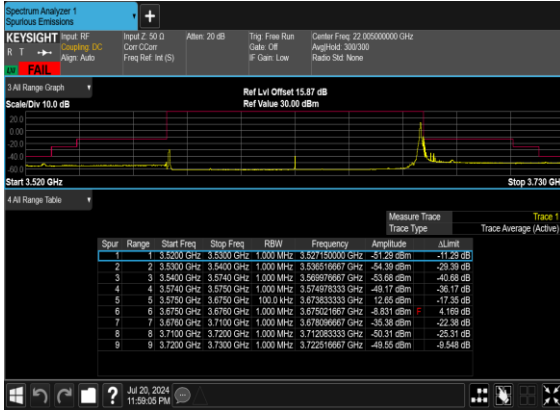 Spectrum Analyzer 1
Spurious Emissions
+
KEYSIGHT Input: RF Input Z: 50 Ω Atten: 20 dB Trig: Free Run Center Freq: 22.005000000 GHz
R T Coupling: DC Corr CCorr Gate: Off Avg|Hold: 300/300
Align: Auto Freq Ref: Int (S) IF Gain: Low Radio Std: None
FAIL
3 All Range Graph
Ref Lvl Offset 15.87 dB
Scale/Div 10.0 dB Ref Value 30.00 dBm
20.0
0.00
-20.0
-40.0
-60.0
Start 3.520 GHz Stop 3.730 GH
4 All Range Table
Measure Trace Trace 1
Trace Type Trace Average (Active)
Spur Range Start Freq Stop Freq RBW Frequency Amplitude ΔLimit
1 1 3.5200 GHz 3.5300 GHz 1.000 MHz 3.527150000 GHz -51.29 dBm -11.29 dB
2 2 3.5300 GHz 3.5400 GHz 1.000 MHz 3.536516667 GHz -54.39 dBm -29.39 dB
3 3 3.5400 GHz 3.5740 GHz 1.000 MHz 3.569976667 GHz -53.68 dBm -40.68 dB
4 4 3.5740 GHz 3.5750 GHz 1.000 MHz 3.574978333 GHz -49.17 dBm -36.17 dB
5 5 3.5750 GHz 3.6750 GHz 100.0 kHz 3.673833333 GHz 12.65 dBm -17.35 dB
6 6 3.6750 GHz 3.6760 GHz 1.000 MHz 3.675021667 GHz -8.831 dBm F 4.169 dB
7 7 3.6760 GHz 3.7100 GHz 1.000 MHz 3.678096667 GHz -35.38 dBm -22.38 dB
8 8 3.7100 GHz 3.7200 GHz 1.000 MHz 3.712083333 GHz -50.31 dBm -25.31 dB
9 9 3.7200 GHz 3.7300 GHz 1.000 MHz 3.722516667 GHz -49.55 dBm -9.548 dB
? Jul 20, 2024
11:59:05 PM